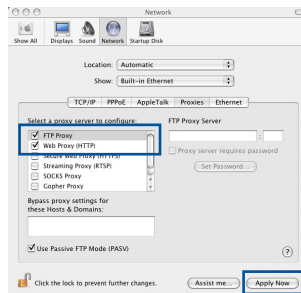 Network
Show All Displays Sound Network Startup Disk
Location: Automatic
Show: Built-in Ethernet
TCP/IP PPPoE AppleTalk Proxies Ethernet
Select a proxy server to configure:
FTP Proxy Server
FTP Proxy
Web Proxy (HTTP)
Secure Web Proxy (HTTPS)
Streaming Proxy (RTSP)
SOCKS Proxy
Gopher Proxy
:
Proxy server requires password
Set Password...
Bypass proxy settings for
these Hosts & Domains:
Use Passive FTP Mode (PASV)
?
Click the lock to prevent further changes.
Assist me...
Apply Now